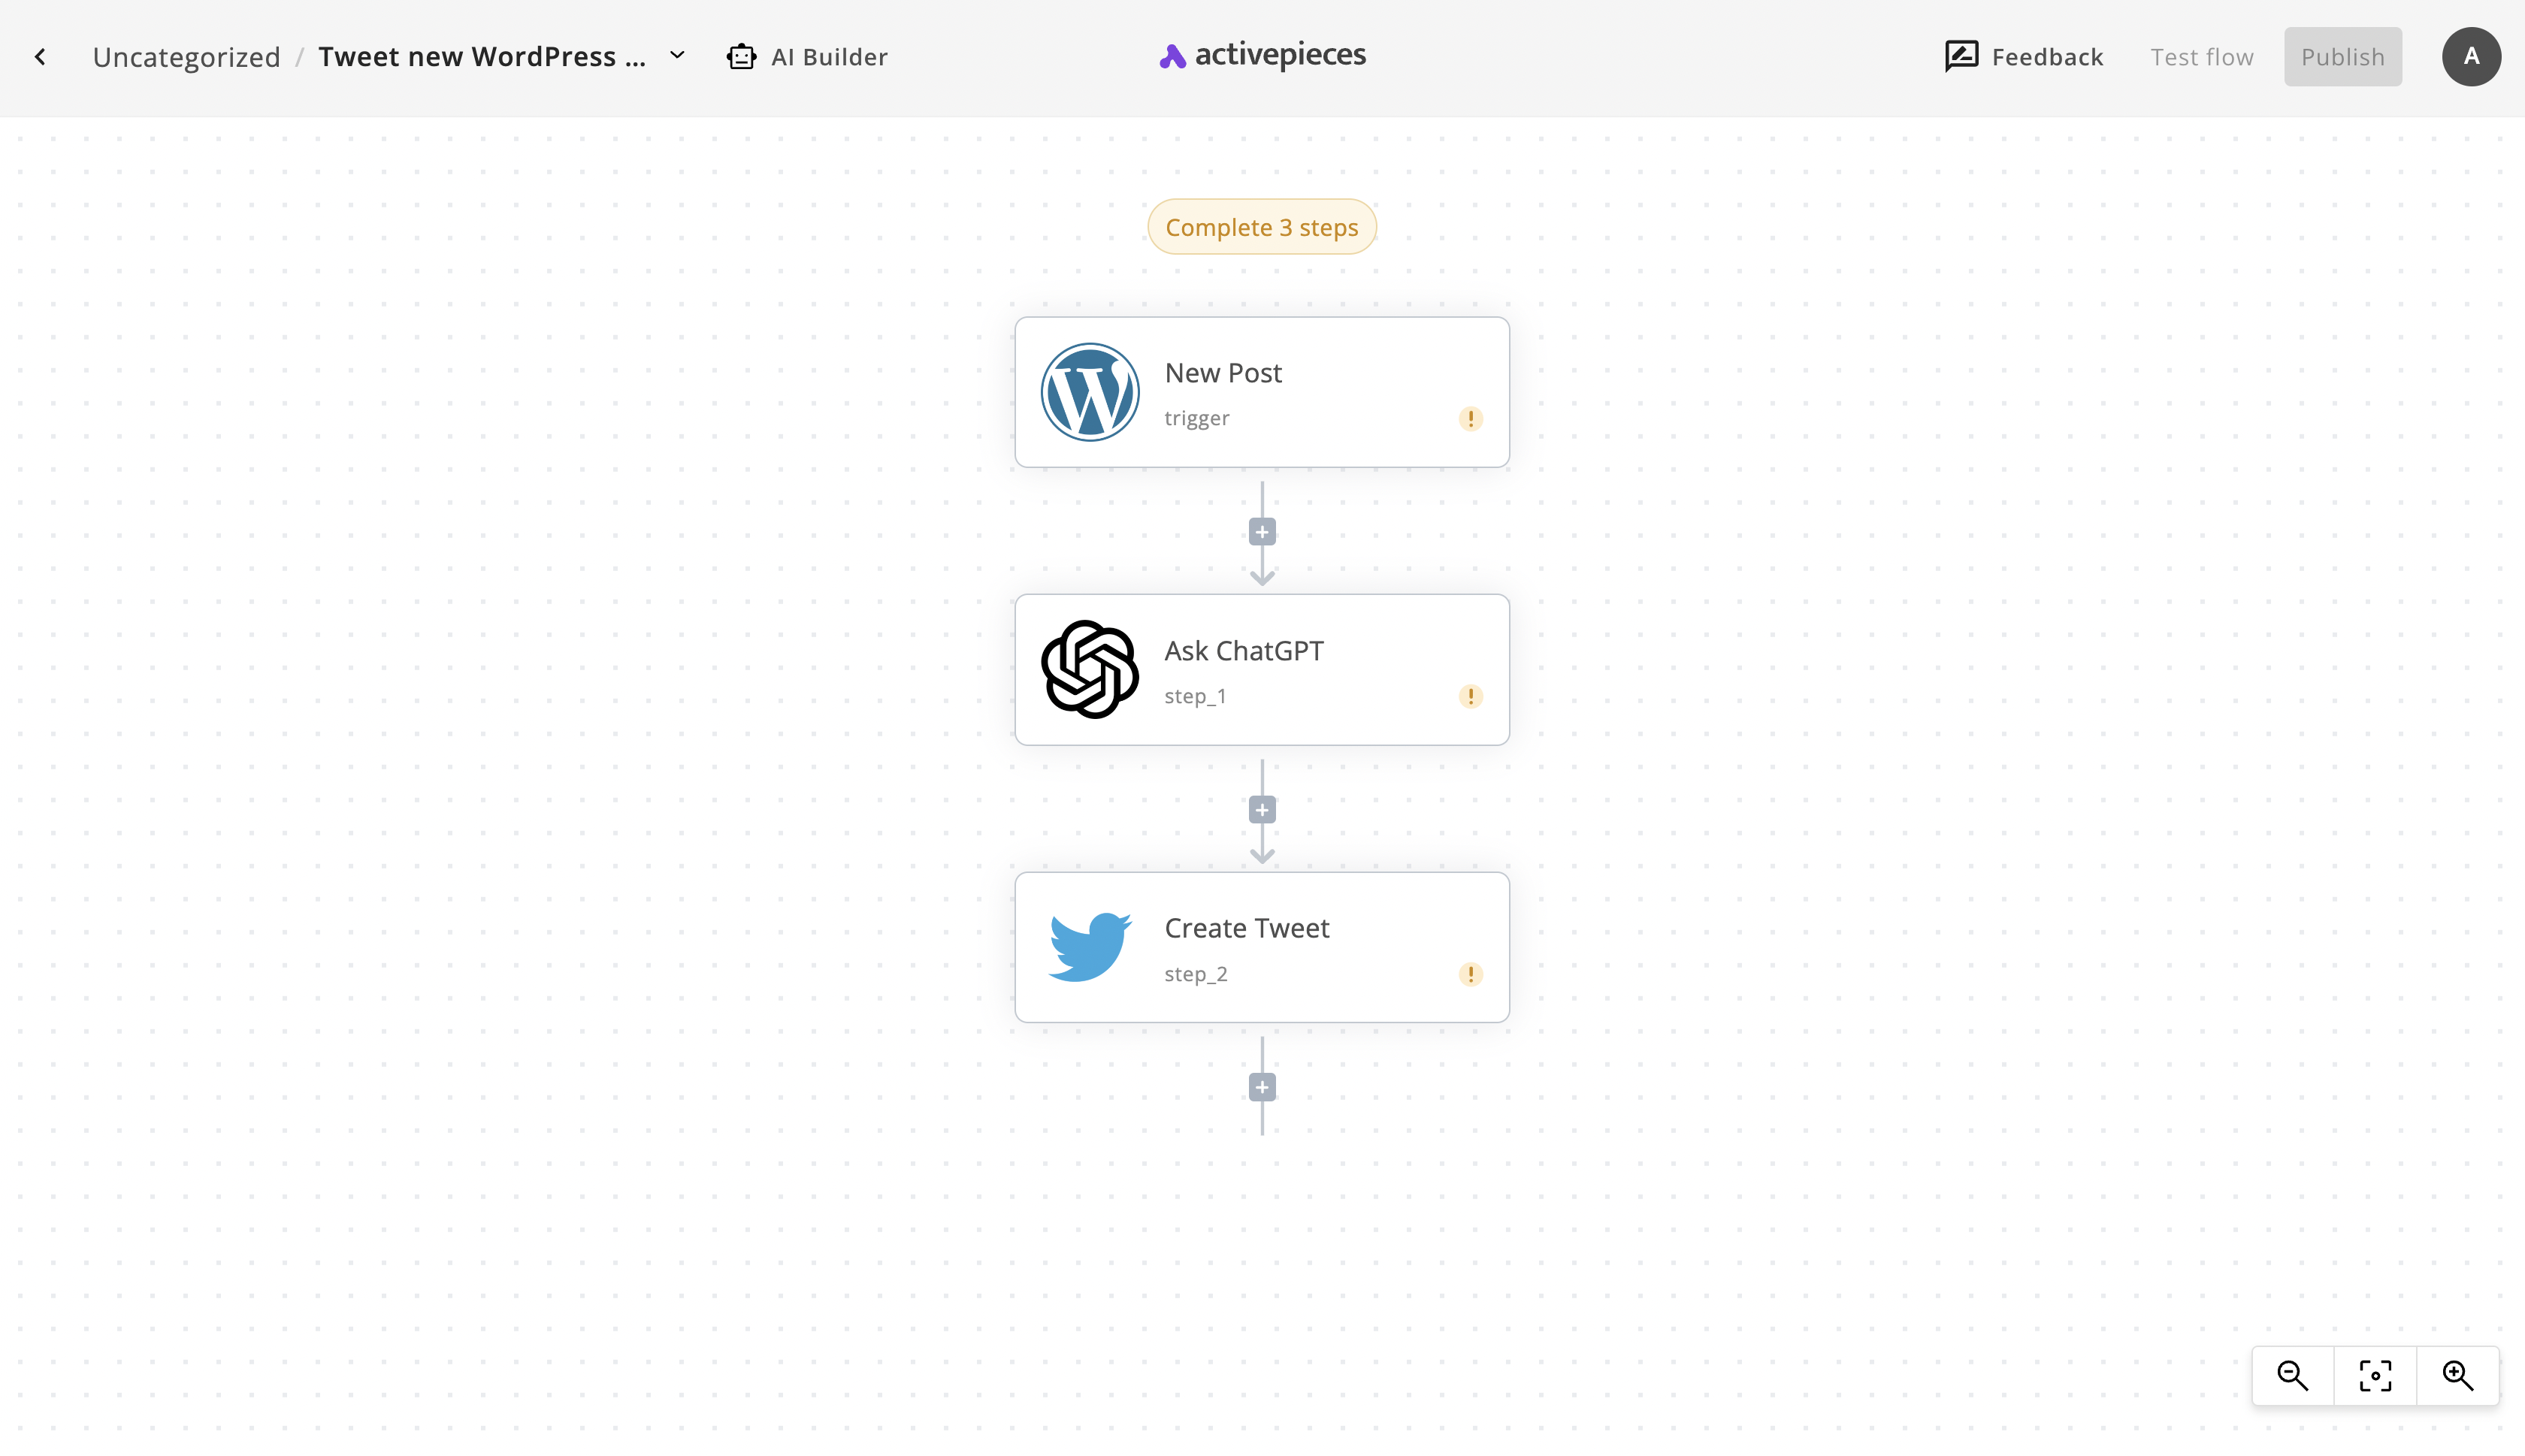 Uncategorized / Tweet new WordPress ...
AI Builder
activepieces
Feedback
Test flow
Publish
A
Complete 3 steps
New Post
trigger
!
Ask ChatGPT
step_1
!
Create Tweet
step_2
!